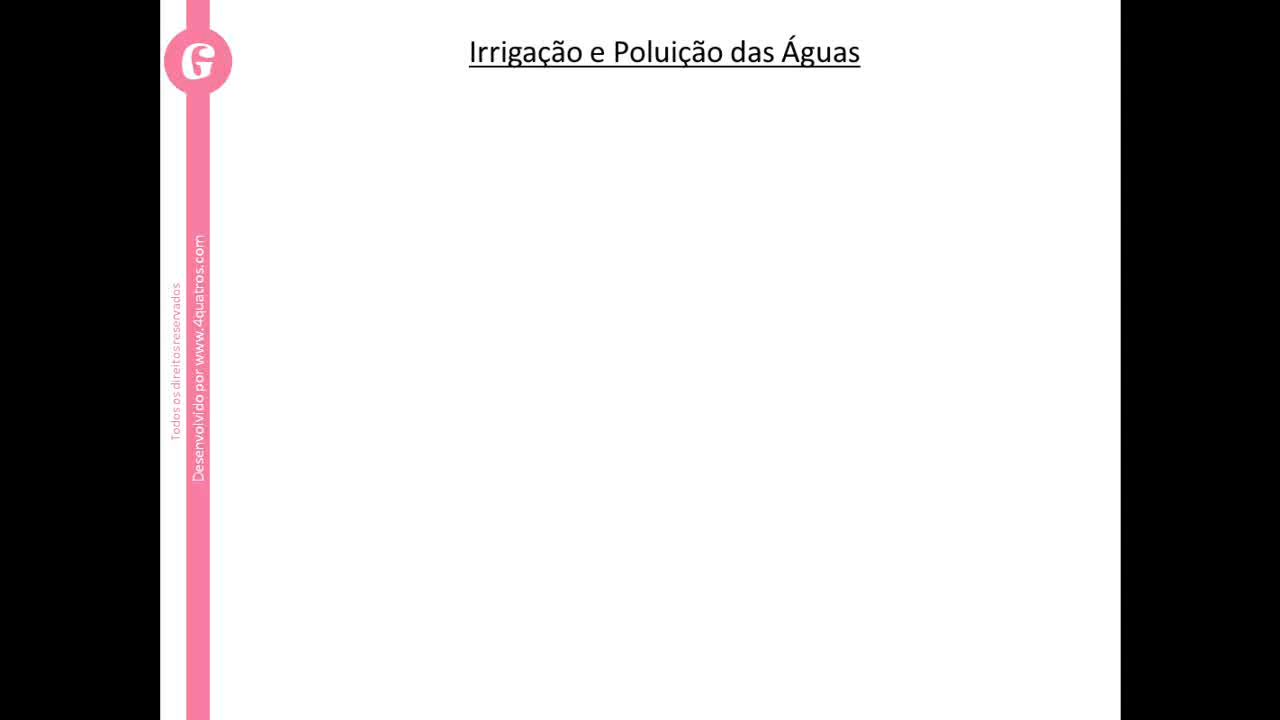 G
Irrigação e Poluição das Águas
Todos os direitos reservados
Desenvolvido por www.4quatros.com